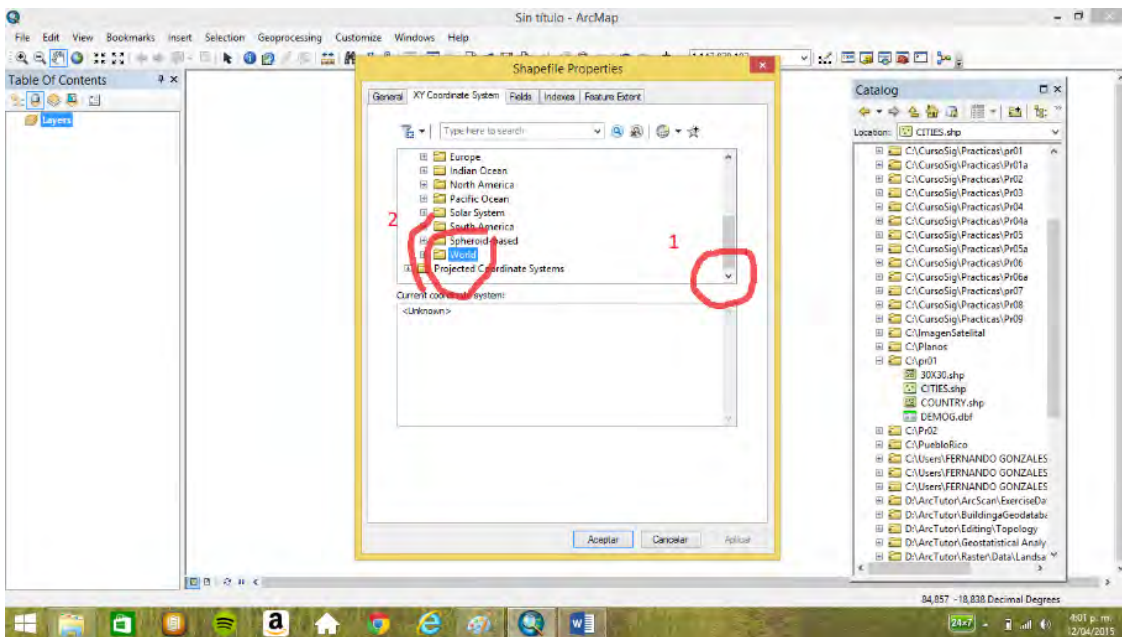 Sin título - ArcMap
File Edit View Bookmarks Insert Selection Geoprocessing Customize Windows Help
Table Of Contents
Layers
Shapefile Properties
General XY Coordinate System Fields Indexes Feature Extent
Type here to search
Europe
Indian Ocean
North America
Pacific Ocean
Solar System
South America
Spheroid-based
World
Projected Coordinate Systems
2
1
Current coordinate system:
<Unknown>
Aceptar Cancelar Aplicar
Catalog
Location: CITIES.shp
C:\CursoSig\Practicas\pr01
C:\CursoSig\Practicas\Pr01a
C:\CursoSig\Practicas\Pr02
C:\CursoSig\Practicas\Pr03
C:\CursoSig\Practicas\Pr04
C:\CursoSig\Practicas\Pr04a
C:\CursoSig\Practicas\Pr05
C:\CursoSig\Practicas\Pr05a
C:\CursoSig\Practicas\Pr06
C:\CursoSig\Practicas\Pr06a
C:\CursoSig\Practicas\pr07
C:\CursoSig\Practicas\Pr08
C:\CursoSig\Practicas\Pr09
C:\ImagenSatelital
C:\Planos
C:\pr01
30X30.shp
CITIES.shp
COUNTRY.shp
DEMOG.dbf
C:\Pr02
C:\PuebloRico
C:\Users\FERNANDO GONZALES
C:\Users\FERNANDO GONZALES
C:\Users\FERNANDO GONZALES
D:\ArcTutor\ArcScan\ExerciseDa
D:\ArcTutor\BuildingaGeodataba
D:\ArcTutor\Editing\Topology
D:\ArcTutor\Geostatistical Analy
D:\ArcTutor\Raster\Data\Landsa
84,857 -18,838 Decimal Degrees
24x7
4:01 p. m.
12/04/2015